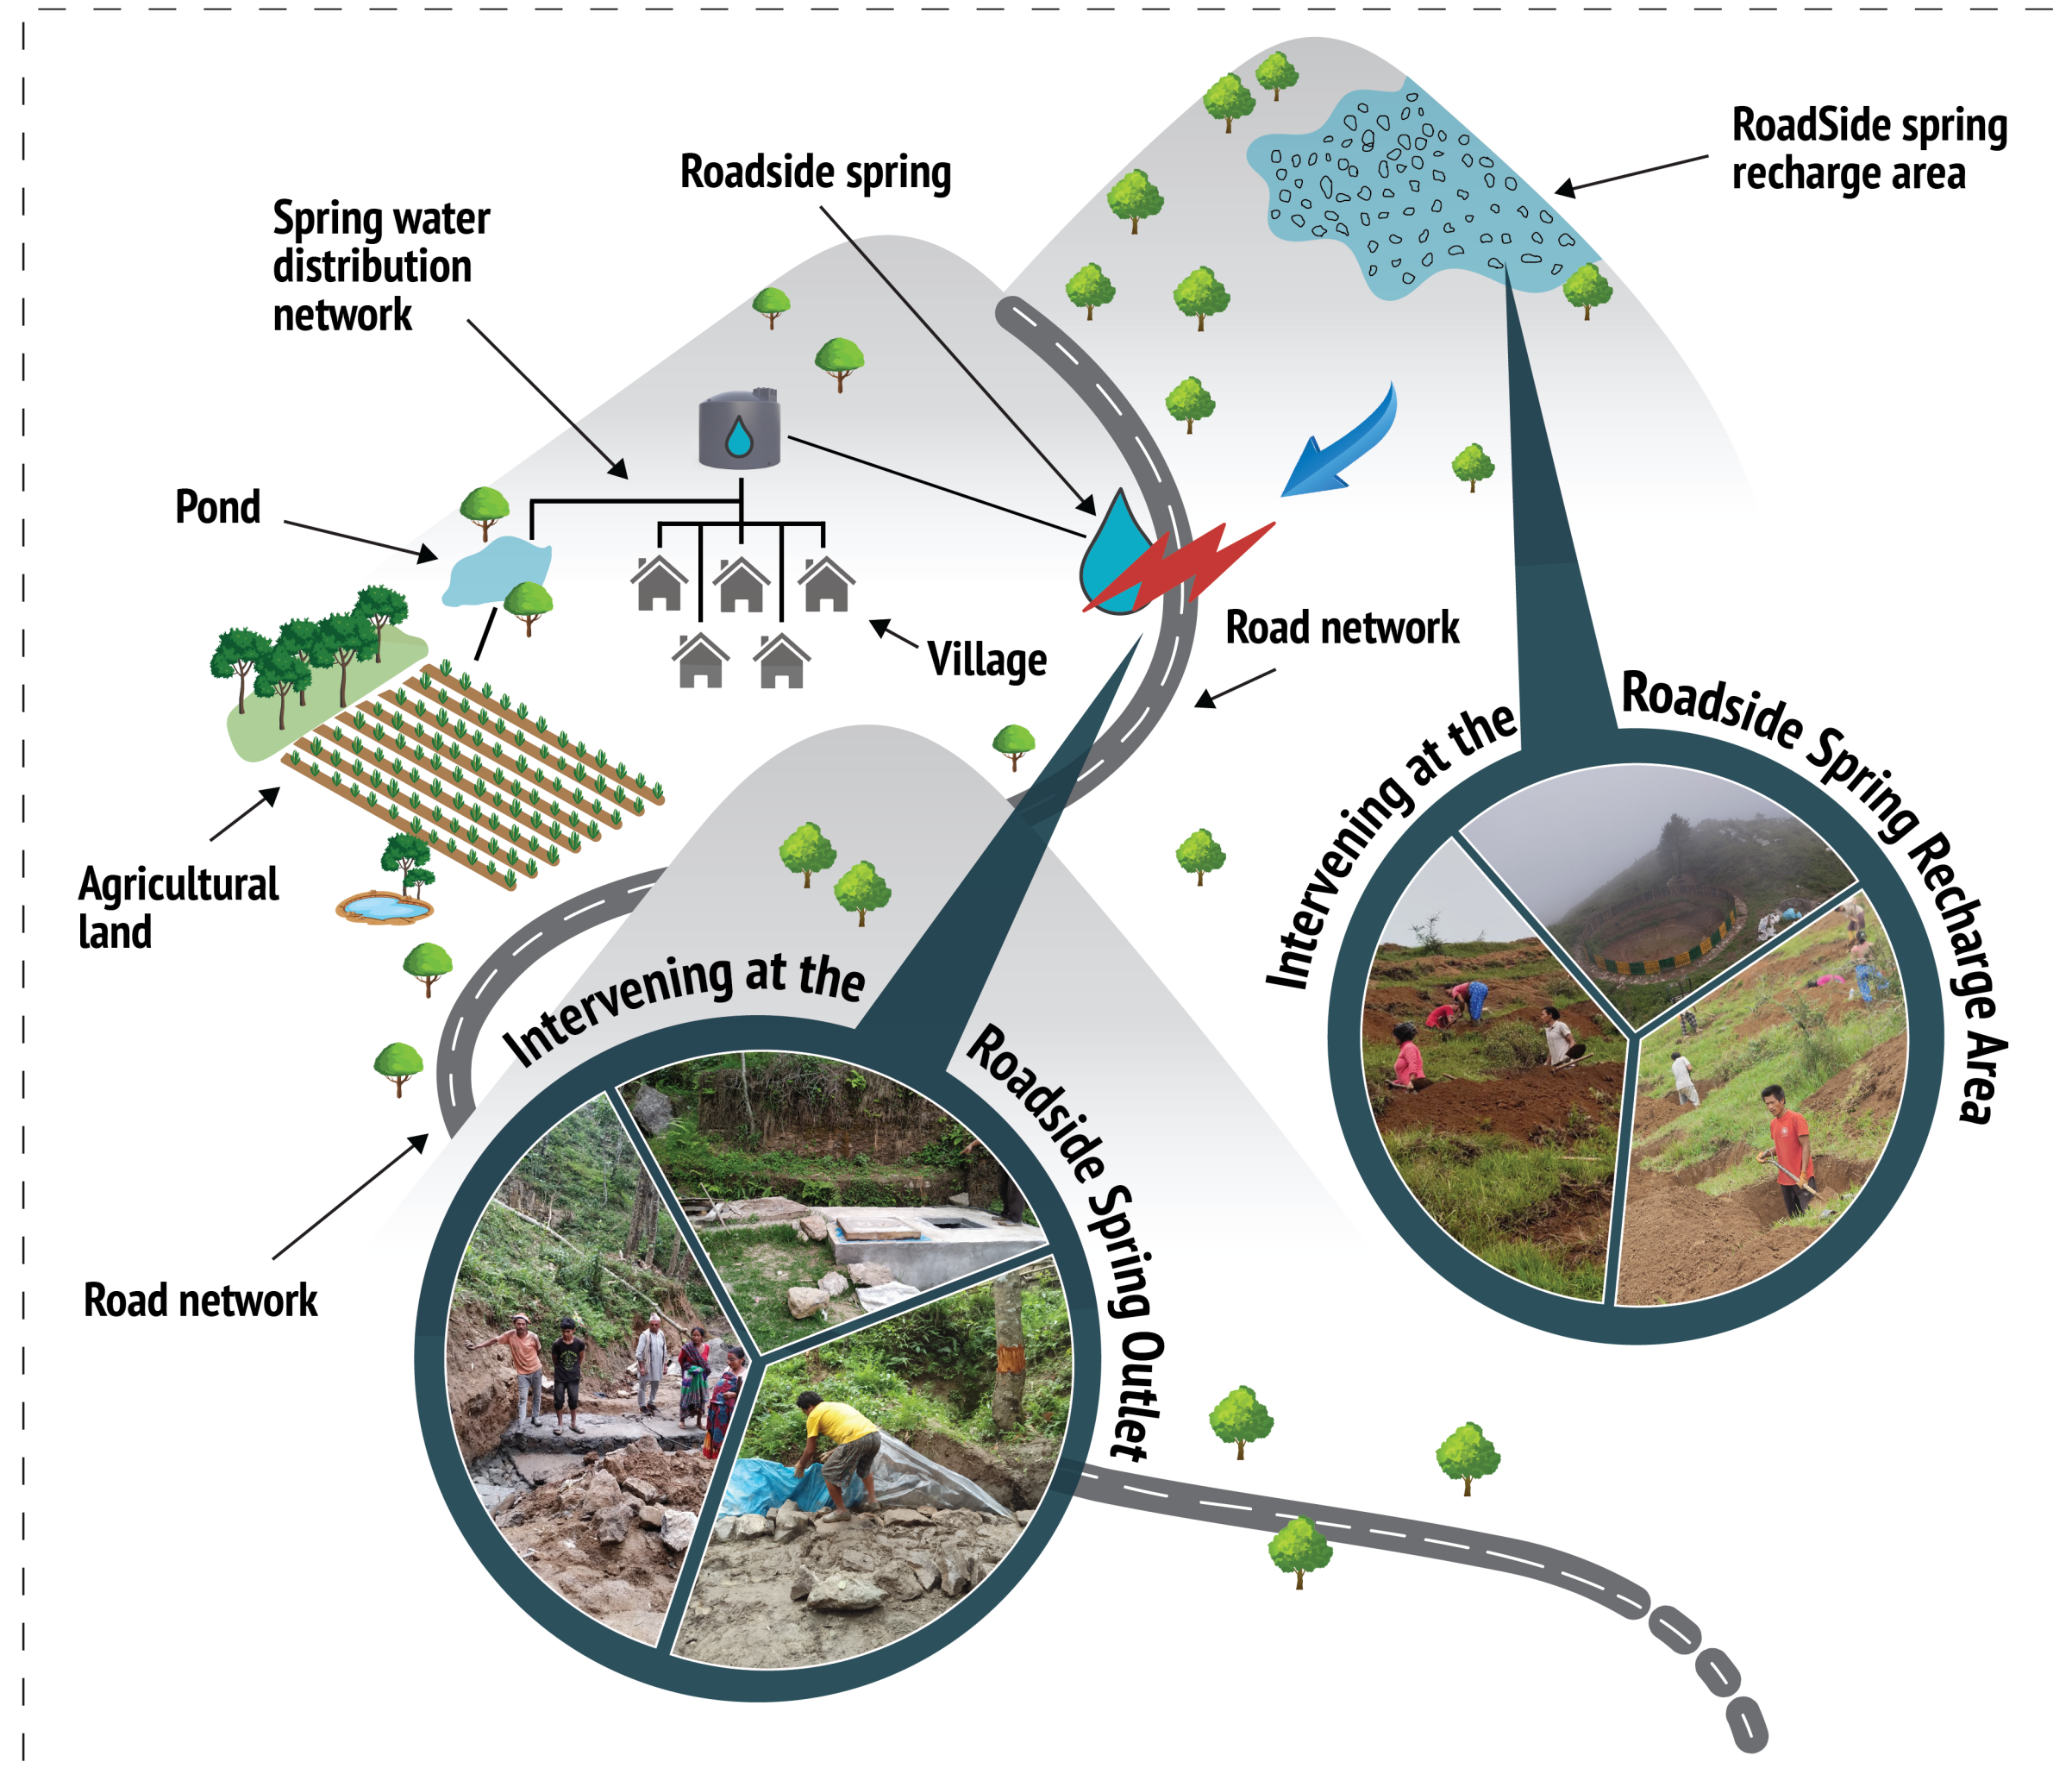 RoadSide spring
recharge area
Roadside spring
Spring water
distribution
network
Pond
Village
Road network
Agricultural
land
Road network
Intervening at the
Roadside Spring Recharge Area
Intervening at the
Roadside Spring Outlet